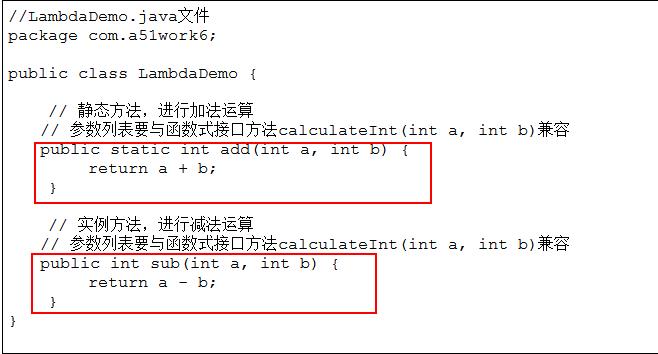 //LambdaDemo.java文件
package com.a51work6;
public class LambdaDemo {
// 静态方法，进行加法运算
// 参数列表要与函数式接口方法calculateInt(int a, int b)兼容
public static int add(int a, int b) {
return a + b;
}
// 实例方法，进行减法运算
// 参数列表要与函数式接口方法calculateInt(int a, int b)兼容
public int sub(int a, int b) {
return a - b;
}
}